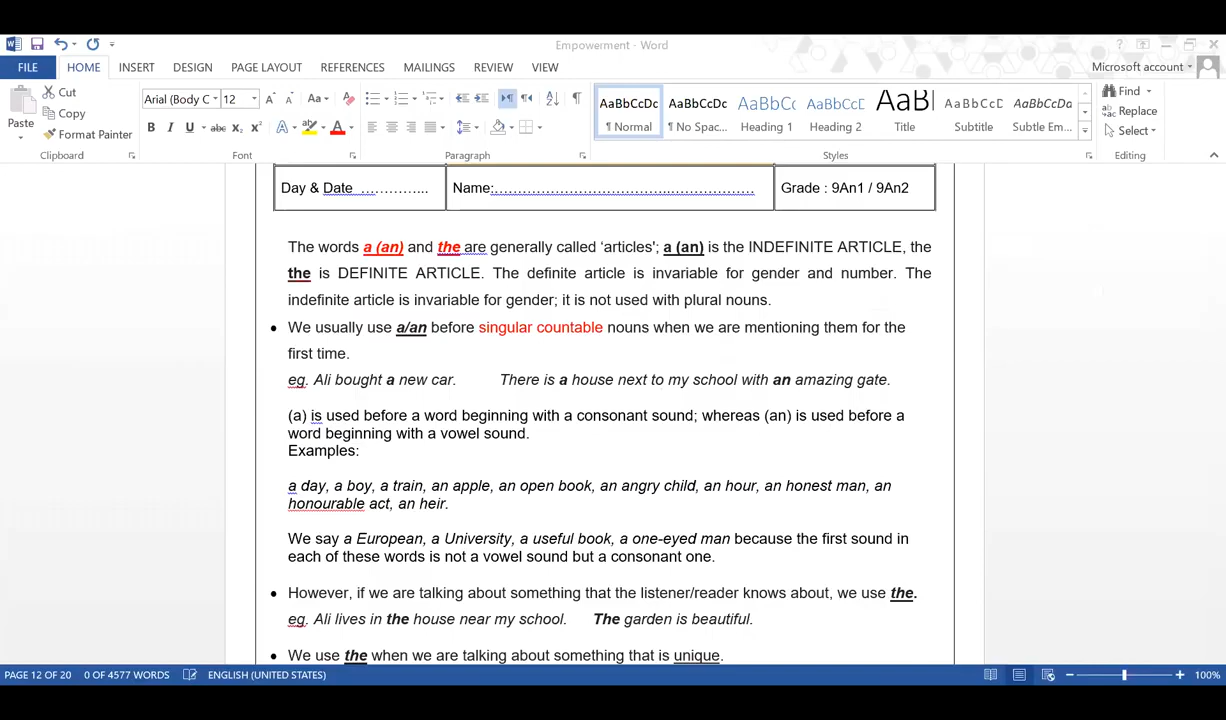 Empowerment - Word
Microsoft account
FILE HOME INSERT DESIGN PAGE LAYOUT REFERENCES MAILINGS REVIEW VIEW
Paste
Cut
Copy
Format Painter
Clipboard
Arial (Body C 12
Aa
B I U abc x₂ x² A A
Font
Paragraph
AaBbCcDc AaBbCcDc AaBbCc AaBbCcD AaB AaBbCcD AaBbCcDa
¶ Normal ¶ No Spac... Heading 1 Heading 2 Title Subtitle Subtle Em...
Styles
Find
Replace
Select
Editing
Day & Date ………….. Name:……………………………..……………… Grade : 9An1 / 9An2
The words a (an) and the are generally called ‘articles'; a (an) is the INDEFINITE ARTICLE, the
the is DEFINITE ARTICLE. The definite article is invariable for gender and number. The
indefinite article is invariable for gender; it is not used with plural nouns.
• We usually use a/an before singular countable nouns when we are mentioning them for the
first time.
eg. Ali bought a new car. There is a house next to my school with an amazing gate.
(a) is used before a word beginning with a consonant sound; whereas (an) is used before a
word beginning with a vowel sound.
Examples:
a day, a boy, a train, an apple, an open book, an angry child, an hour, an honest man, an
honourable act, an heir.
We say a European, a University, a useful book, a one-eyed man because the first sound in
each of these words is not a vowel sound but a consonant one.
• However, if we are talking about something that the listener/reader knows about, we use the.
eg. Ali lives in the house near my school. The garden is beautiful.
• We use the when we are talking about something that is unique.
PAGE 12 OF 20 0 OF 4577 WORDS ENGLISH (UNITED STATES) 100%